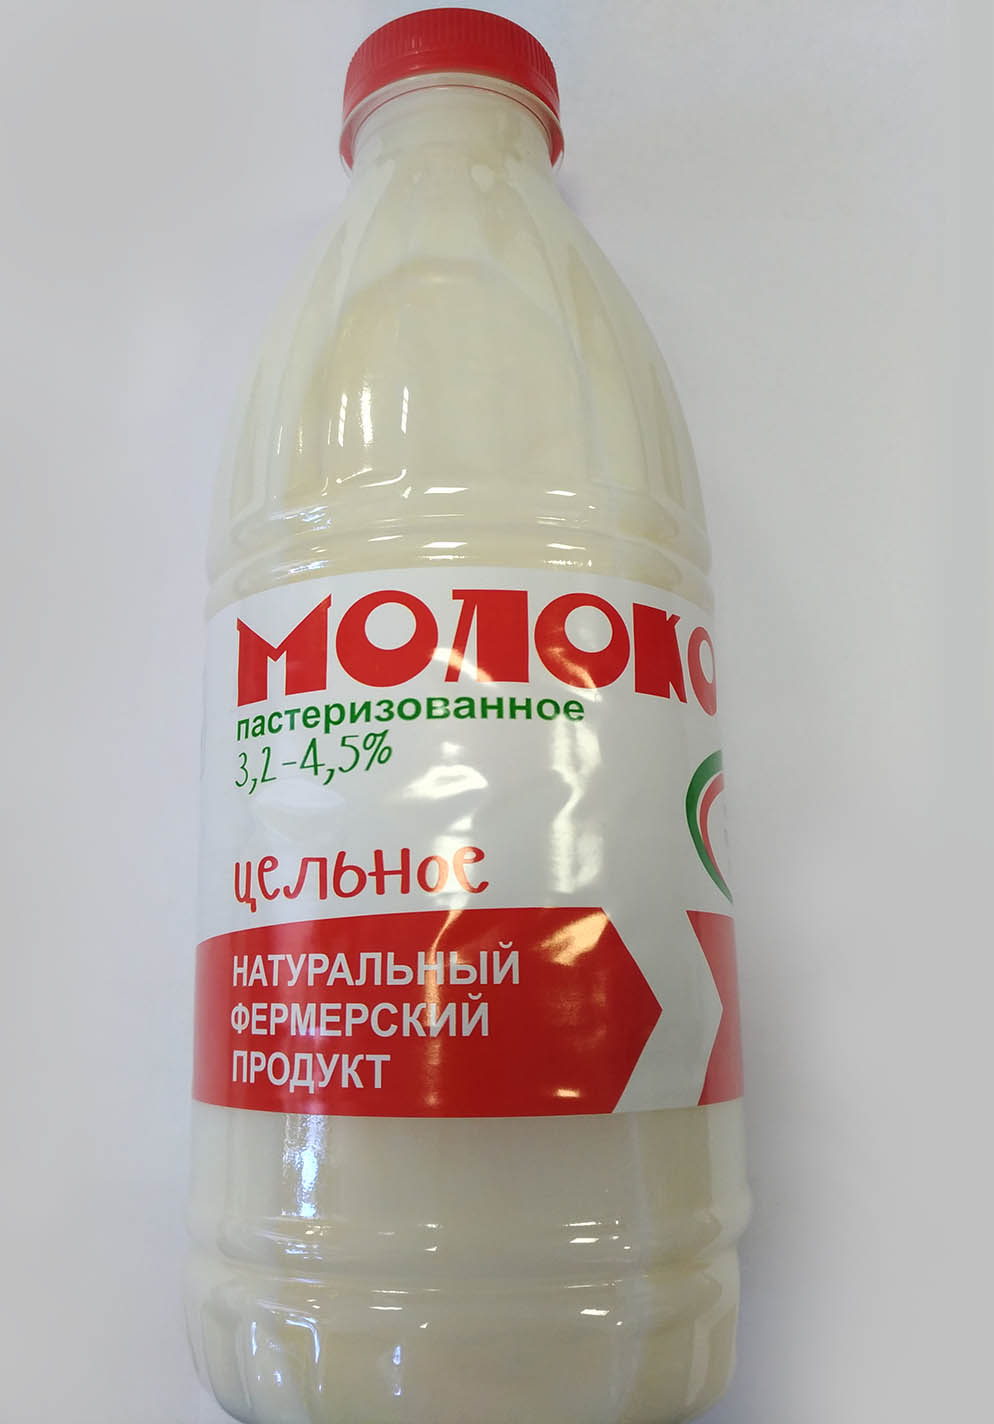 МОЛОКО
пастеризованное
3,2-4,5%
цельное
НАТУРАЛЬНЫЙ
ФЕРМЕРСКИЙ
ПРОДУКТ